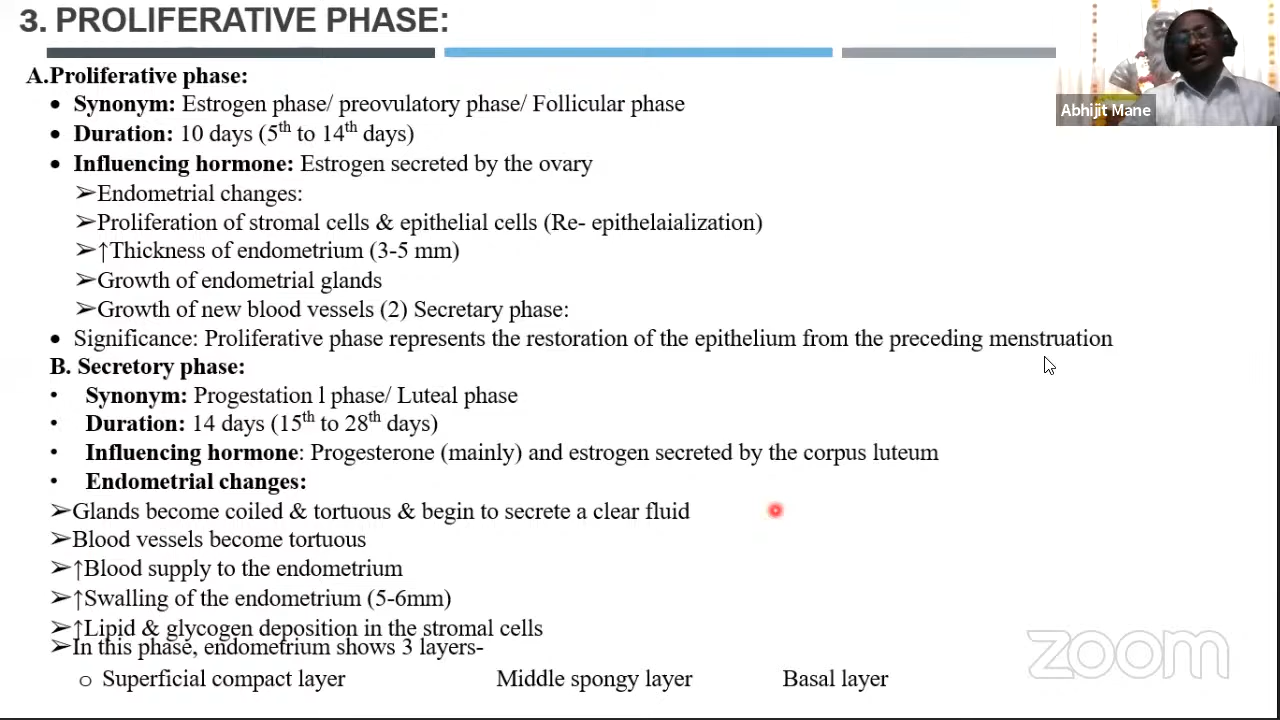 3. PROLIFERATIVE PHASE:
Abhijit Mane
A.Proliferative phase:
• Synonym: Estrogen phase/ preovulatory phase/ Follicular phase
• Duration: 10 days (5th to 14th days)
• Influencing hormone: Estrogen secreted by the ovary
➢Endometrial changes:
➢Proliferation of stromal cells & epithelial cells (Re- epithelaialization)
➢↑Thickness of endometrium (3-5 mm)
➢Growth of endometrial glands
➢Growth of new blood vessels (2) Secretary phase:
• Significance: Proliferative phase represents the restoration of the epithelium from the preceding menstruation
B. Secretory phase:
• Synonym: Progestation l phase/ Luteal phase
• Duration: 14 days (15th to 28th days)
• Influencing hormone: Progesterone (mainly) and estrogen secreted by the corpus luteum
• Endometrial changes:
➢Glands become coiled & tortuous & begin to secrete a clear fluid
➢Blood vessels become tortuous
➢↑Blood supply to the endometrium
➢↑Swalling of the endometrium (5-6mm)
➢↑Lipid & glycogen deposition in the stromal cells
➢In this phase, endometrium shows 3 layers-
o Superficial compact layer Middle spongy layer Basal layer
zoom